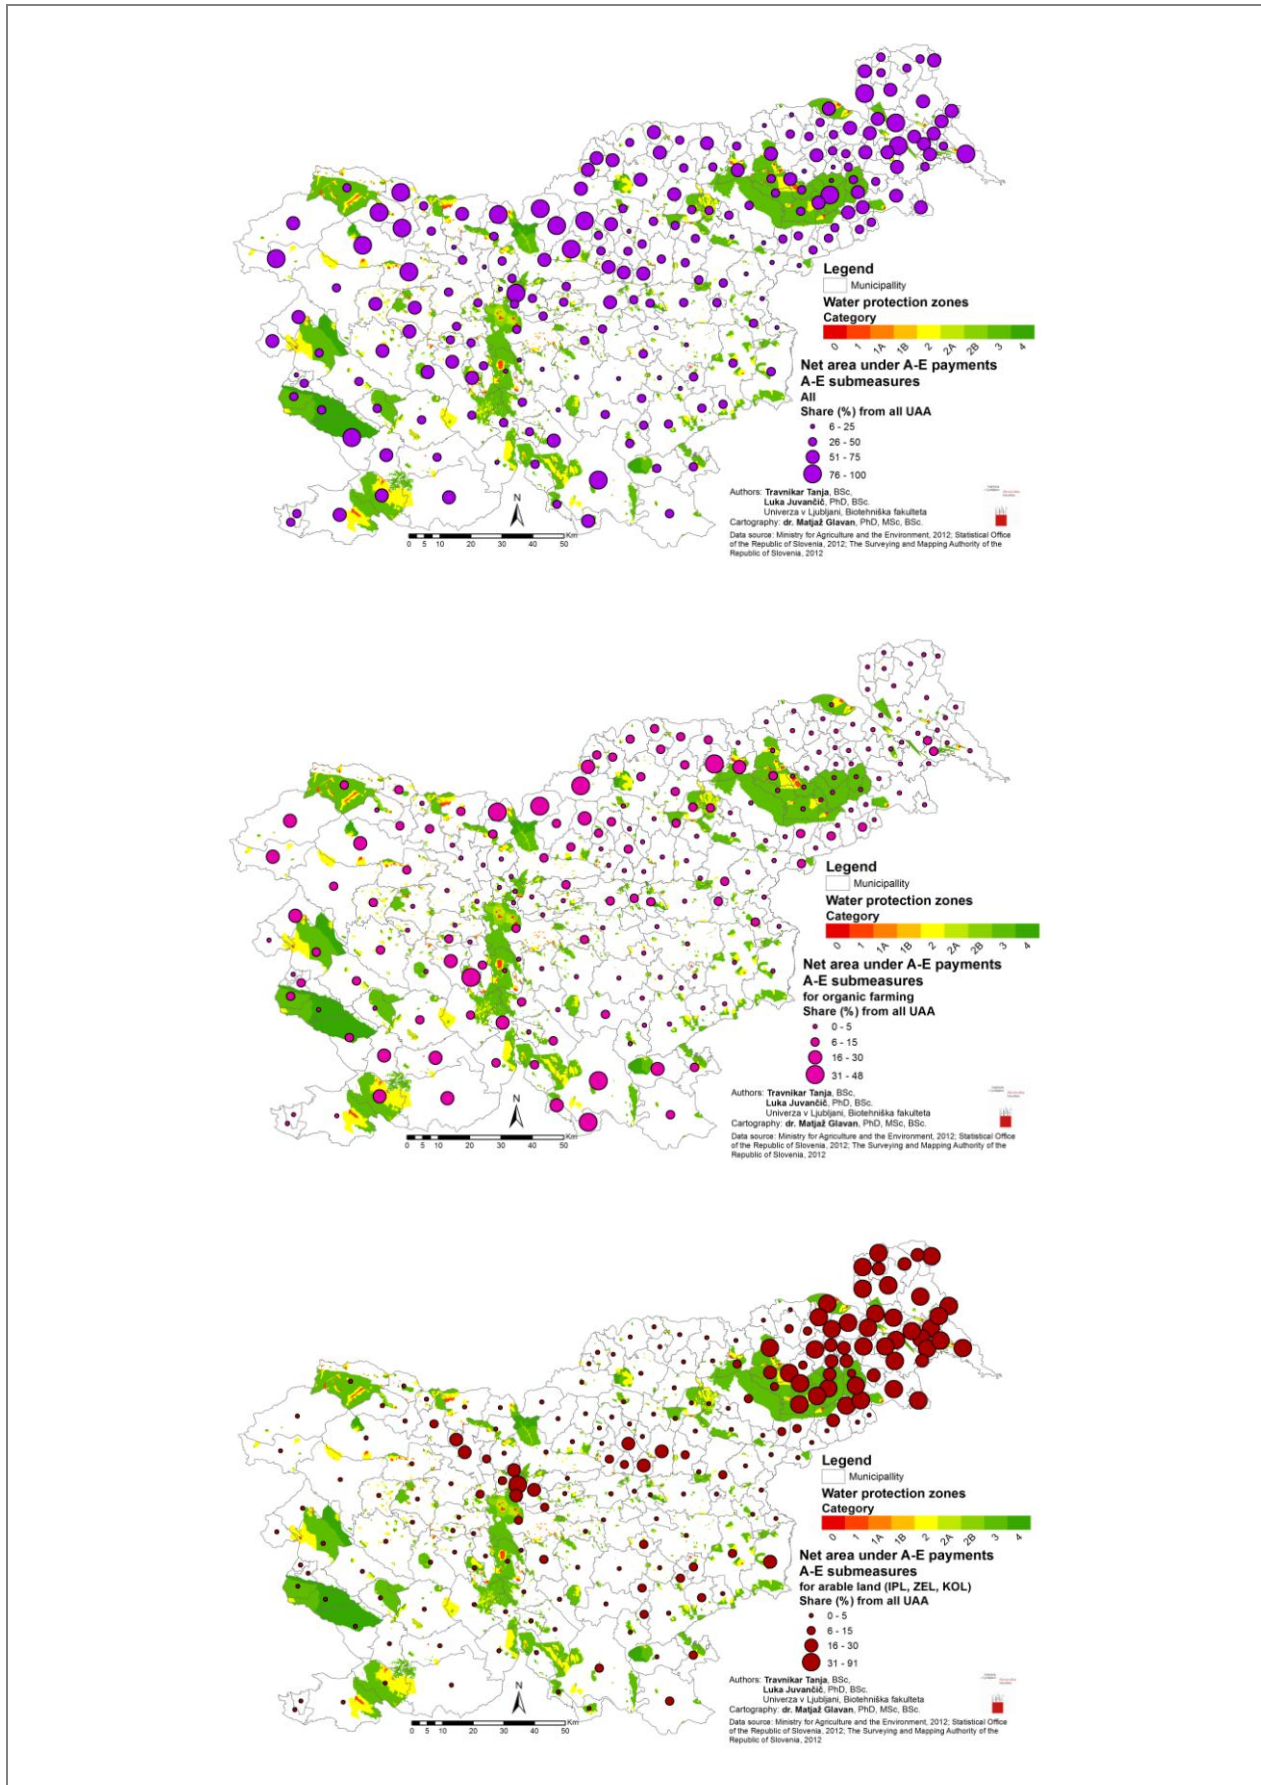 Legend
Municipallity
Water protection zones
Category
0 1 1A 1B 2 2A 2B 3 4
Net area under A-E payments
A-E submeasures
All
Share (%) from all UAA
6 - 25
26 - 50
51 - 75
76 - 100
Authors: Travnikar Tanja, BSc,
Luka Juvančič, PhD, BSc.
Univerza v Ljubljani, Biotehniška fakulteta
Cartography: dr. Matjaž Glavan, PhD, MSc, BSc.
Data source: Ministry for Agriculture and the Environment, 2012; Statistical Office
of the Republic of Slovenia, 2012; The Surveying and Mapping Authority of the
Republic of Slovenia, 2012
N
Km
0 5 10 20 30 40 50
Legend
Municipallity
Water protection zones
Category
0 1 1A 1B 2 2A 2B 3 4
Net area under A-E payments
A-E submeasures
for organic farming
Share (%) from all UAA
0 - 5
6 - 15
16 - 30
31 - 48
Authors: Travnikar Tanja, BSc,
Luka Juvančič, PhD, BSc.
Univerza v Ljubljani, Biotehniška fakulteta
Cartography: dr. Matjaž Glavan, PhD, MSc, BSc.
Data source: Ministry for Agriculture and the Environment, 2012; Statistical Office
of the Republic of Slovenia, 2012; The Surveying and Mapping Authority of the
Republic of Slovenia, 2012
N
Km
0 5 10 20 30 40 50
Legend
Municipallity
Water protection zones
Category
0 1 1A 1B 2 2A 2B 3 4
Net area under A-E payments
A-E submeasures
for arable land (IPL, ZEL, KOL)
Share (%) from all UAA
0 - 5
6 - 15
16 - 30
31 - 91
Authors: Travnikar Tanja, BSc,
Luka Juvančič, PhD, BSc.
Univerza v Ljubljani, Biotehniška fakulteta
Cartography: dr. Matjaž Glavan, PhD, MSc, BSc.
Data source: Ministry for Agriculture and the Environment, 2012; Statistical Office
of the Republic of Slovenia, 2012; The Surveying and Mapping Authority of the
Republic of Slovenia, 2012
N
Km
0 5 10 20 30 40 50